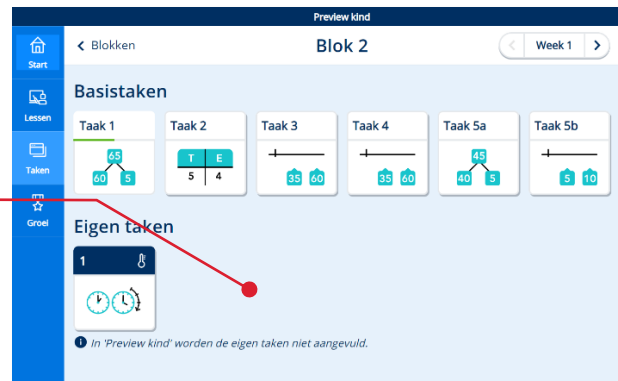 Preview kind
Start
Lessen
Taken
Groei
Blokken
Blok 2
Week 1
Basistaken
Taak 1
65
60 5
Taak 2
T E
5 4
Taak 3
35 60
Taak 4
35 60
Taak 5a
45
40 5
Taak 5b
5 10
Eigen taken
1
In 'Preview kind' worden de eigen taken niet aangevuld.